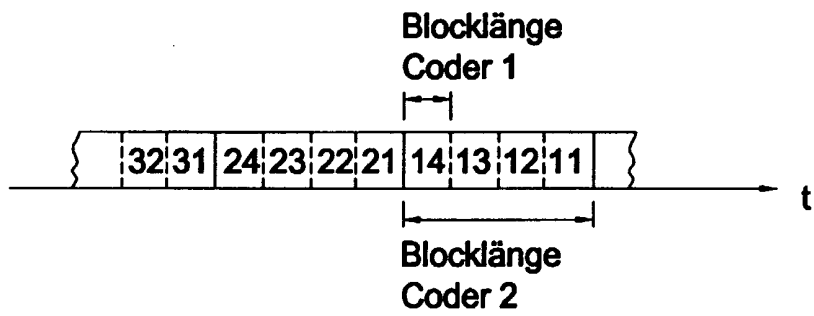 Blocklänge
Coder 1
32 31 24 23 22 21 14 13 12 11
t
Blocklänge
Coder 2